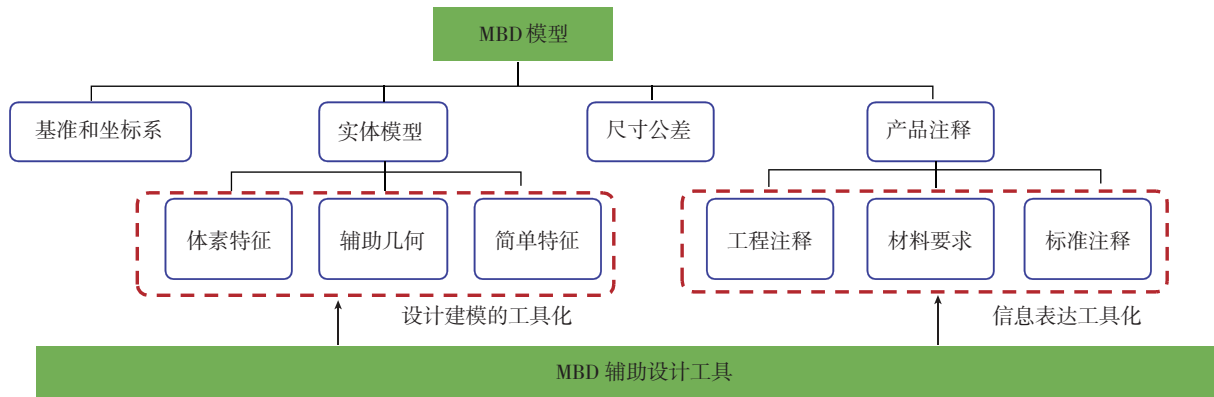 MBD 模型
基准和坐标系
实体模型
尺寸公差
产品注释
体素特征
辅助几何
简单特征
工程注释
材料要求
标准注释
设计建模的工具化
信息表达工具化
MBD 辅助设计工具